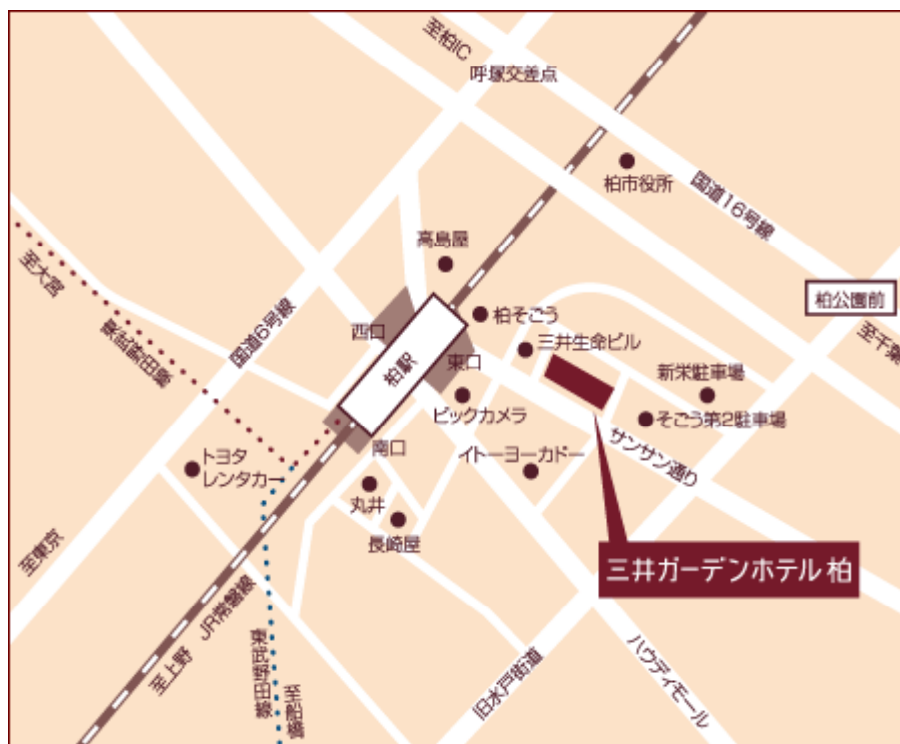 至柏IC
呼塚交差点
柏市役所
国道16号線
高島屋
至大宮
東武野田線
国道6号線
柏公園前
至千葉
柏そごう
西口
柏駅
東口
三井生命ビル
新栄駐車場
ビックカメラ
そごう第2駐車場
サンサン通り
南口
イトーヨーカドー
トヨタ
レンタカー
丸井
長崎屋
至東京
三井ガーデンホテル 柏
JR常磐線
至上野
東武野田線
至船橋
旧水戸街道
ハウディモール